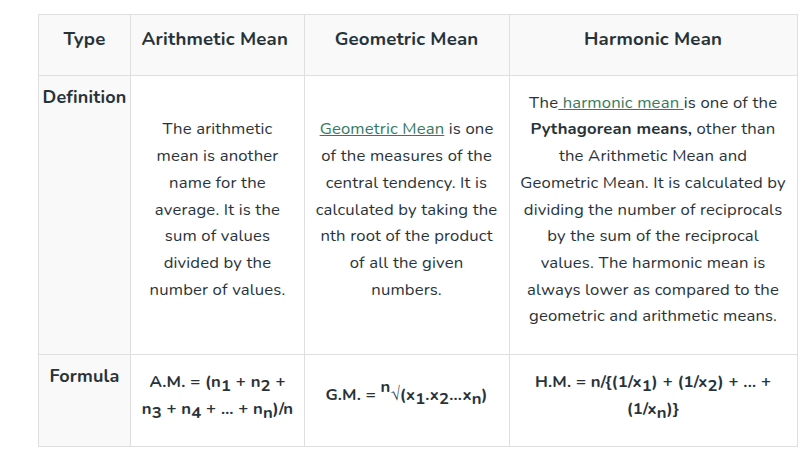 Type
Arithmetic Mean
Geometric Mean
Harmonic Mean
Definition
The arithmetic
mean is another
name for the
average. It is the
sum of values
divided by the
number of values.
Geometric Mean is one
of the measures of the
central tendency. It is
calculated by taking the
nth root of the product
of all the given
numbers.
The harmonic mean is one of the
Pythagorean means, other than
the Arithmetic Mean and
Geometric Mean. It is calculated by
dividing the number of reciprocals
by the sum of the reciprocal
values. The harmonic mean is
always lower as compared to the
geometric and arithmetic means.
Formula
A.M. = (n₁ + n₂ +
n₃ + n₄ + ... + nₙ)/n
G.M. = ⁿ√(x₁.x₂...xₙ)
H.M. = n/{(1/x₁) + (1/x₂) + ... +
(1/xₙ)}